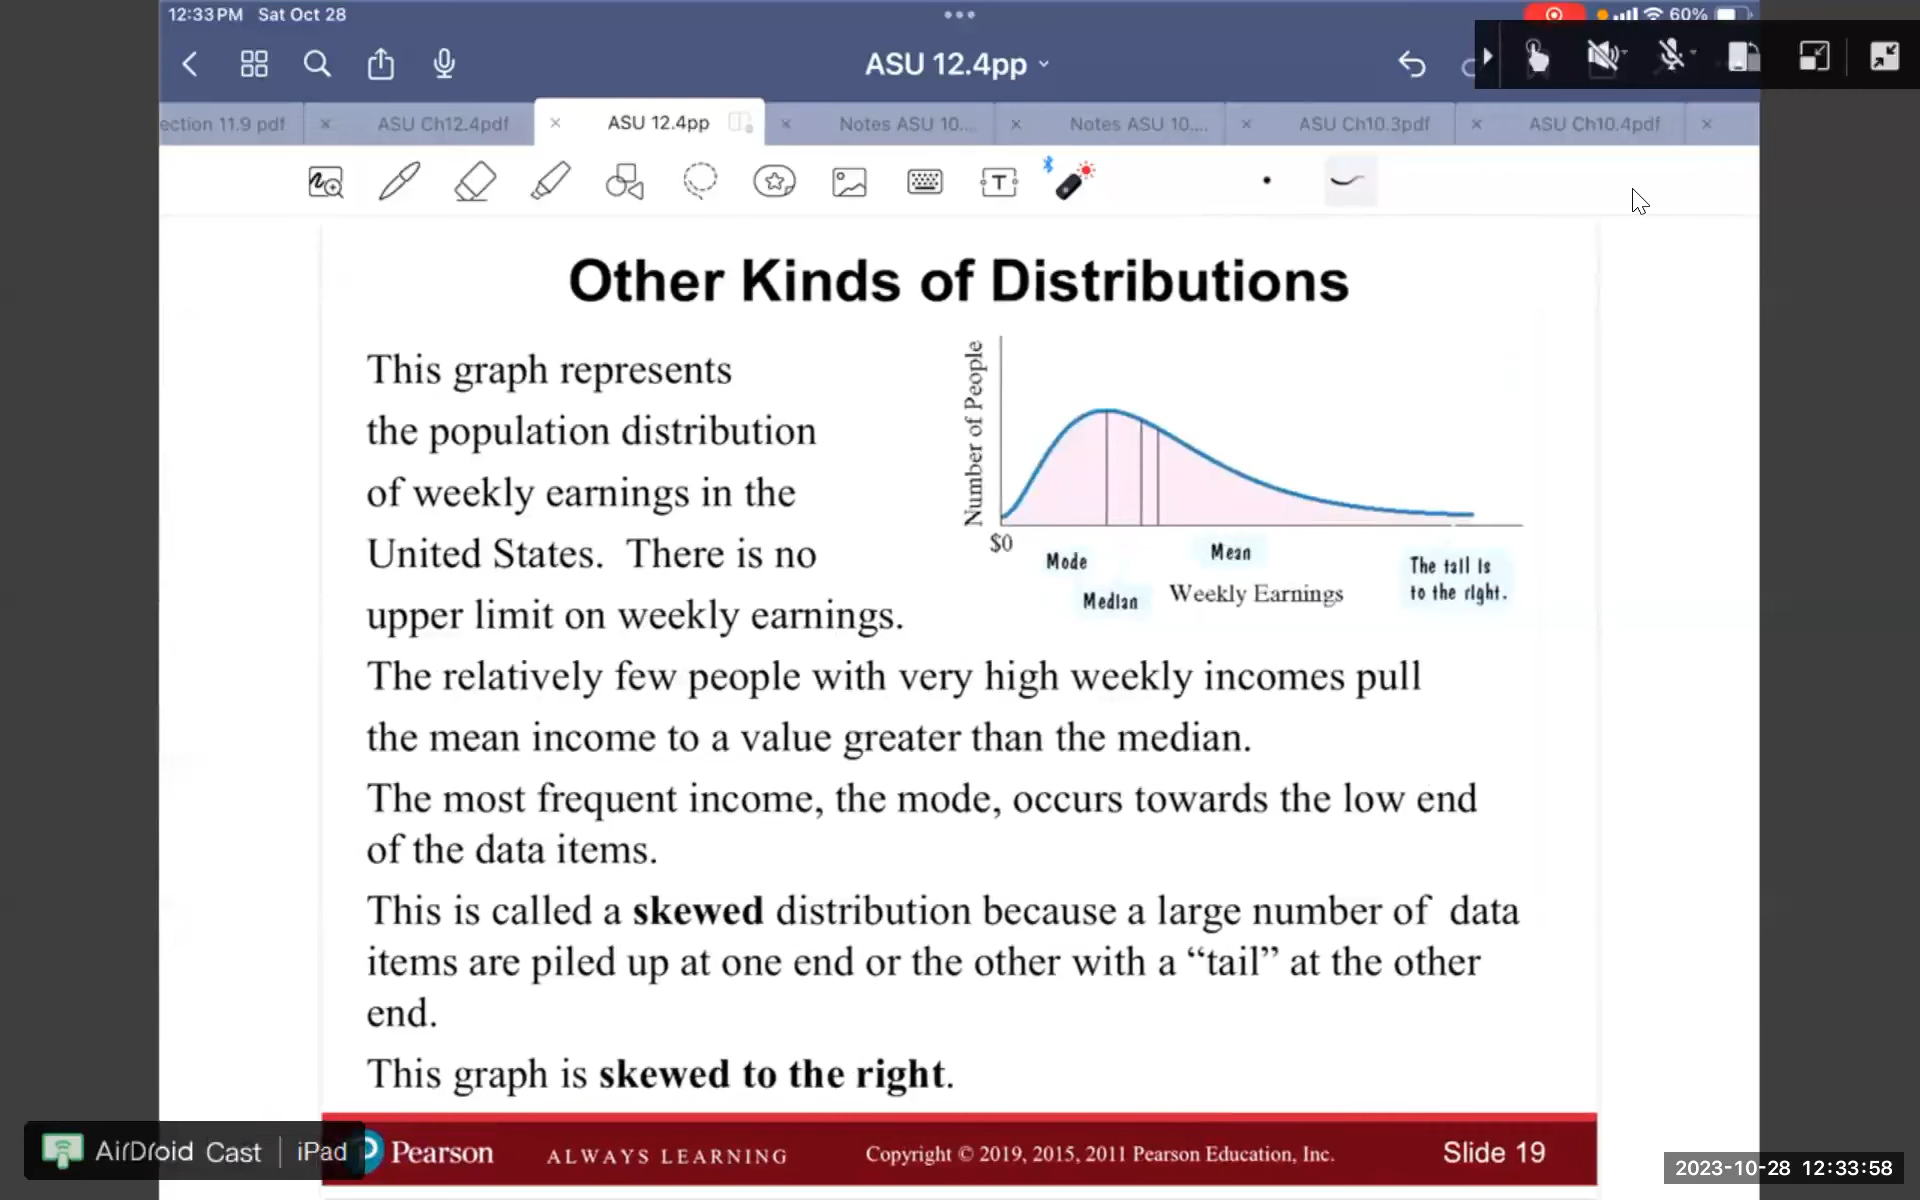 12:33 PM Sat Oct 28
60%
ASU 12.4pp
ection 11.9 pdf
ASU Ch12.4pdf
ASU 12.4pp
Notes ASU 10....
Notes ASU 10....
ASU Ch10.3pdf
ASU Ch10.4pdf
T
Other Kinds of Distributions
This graph represents
the population distribution
of weekly earnings in the
United States. There is no
upper limit on weekly earnings.
Number of People
$0
Mode
Median
Mean
Weekly Earnings
The tail is
to the right.
The relatively few people with very high weekly incomes pull
the mean income to a value greater than the median.
The most frequent income, the mode, occurs towards the low end
of the data items.
This is called a skewed distribution because a large number of data
items are piled up at one end or the other with a “tail” at the other
end.
This graph is skewed to the right.
AirDroid Cast | iPad
Pearson
ALWAYS LEARNING
Copyright © 2019, 2015, 2011 Pearson Education, Inc.
Slide 19
2023-10-28 12:33:58